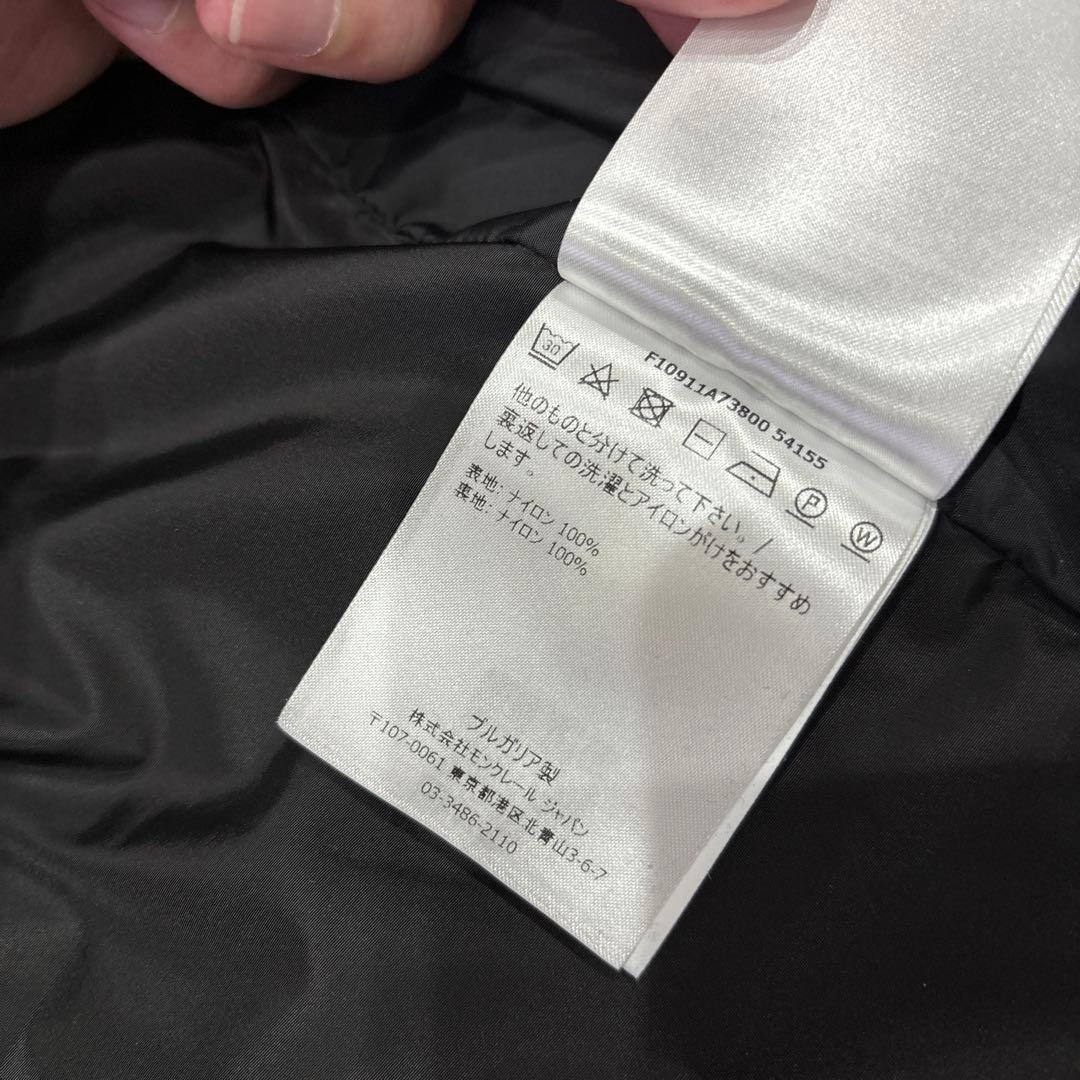 F10911A73800 54155
30
P
W
他のものと分けて洗って下さい。/
裏返しての洗濯とアイロンがけをおすすめ
します。
表地: ナイロン 100%
裏地: ナイロン 100%
ブルガリア製
株式会社モンクレール ジャパン
〒107-0061 東京都港区北青山3-6-7
03-3486-2110